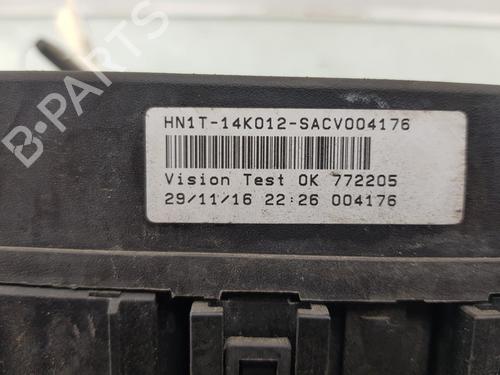 HN1T-14K012-SACV004176
Vision Test OK 772205
29/11/16 22:26 004176
B-PARTS